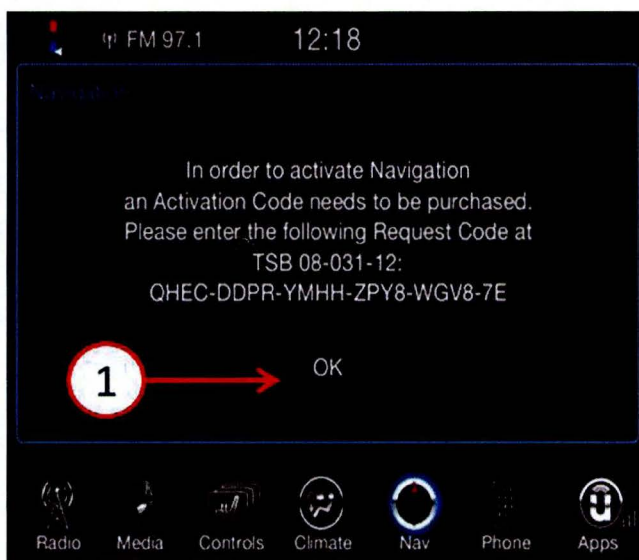 FM 97.1 12:18
Navigation
In order to activate Navigation
an Activation Code needs to be purchased.
Please enter the following Request Code at
TSB 08-031-12:
QHEC-DDPR-YMHH-ZPY8-WGV8-7E
OK
1
Radio Media Controls Climate Nav Phone Apps